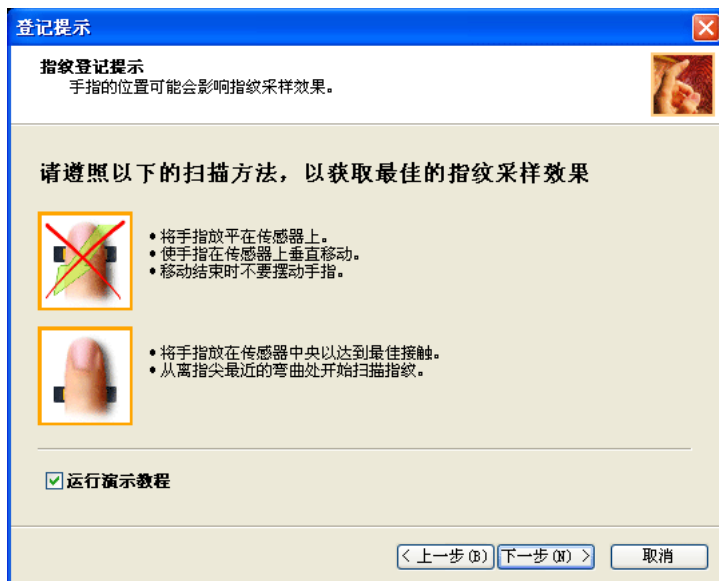 登记提示
指纹登记提示
手指的位置可能会影响指纹采样效果。
请遵照以下的扫描方法，以获取最佳的指纹采样效果
•将手指放平在传感器上。
•使手指在传感器上垂直移动。
•移动结束时不要摆动手指。
•将手指放在传感器中央以达到最佳接触。
•从离指尖最近的弯曲处开始扫描指纹。
运行演示教程
< 上一步(B) 下一步(N) > 取消